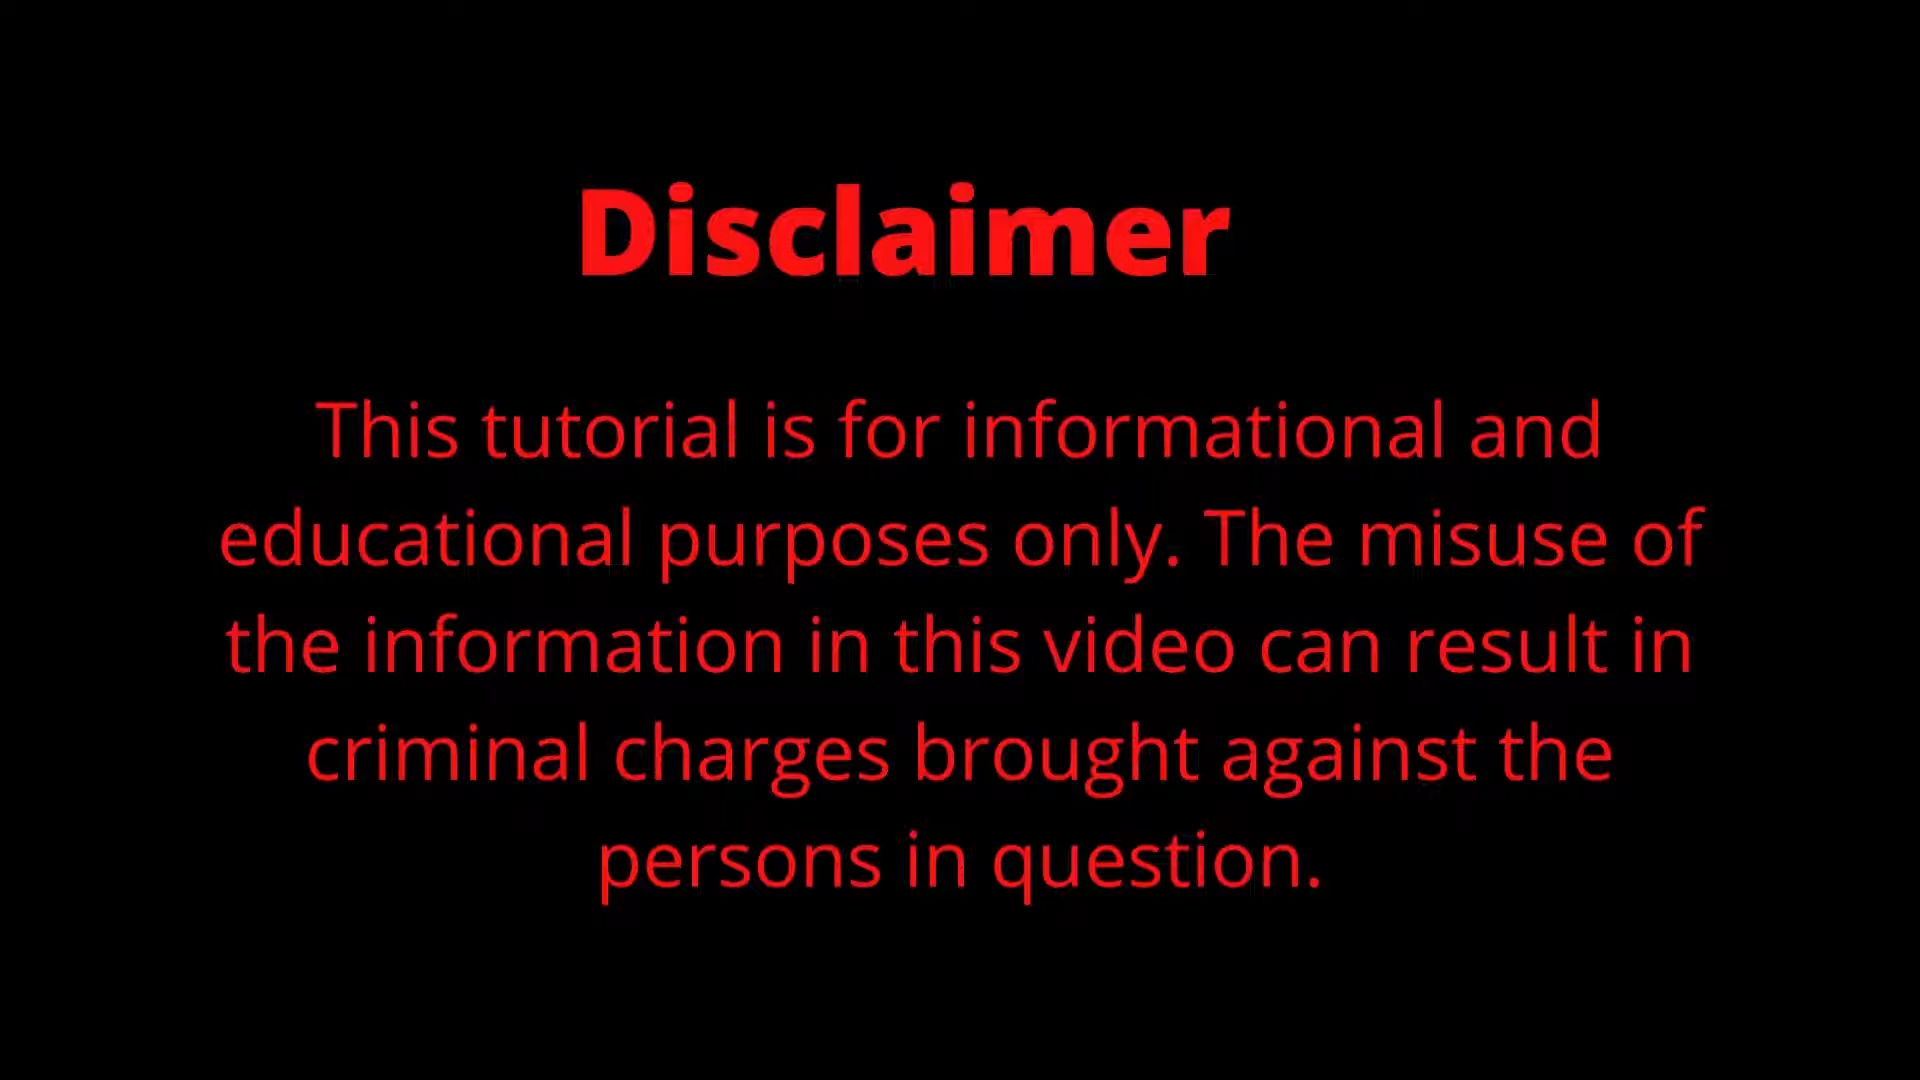 Disclaimer
This tutorial is for informational and
educational purposes only. The misuse of
the information in this video can result in
criminal charges brought against the
persons in question.